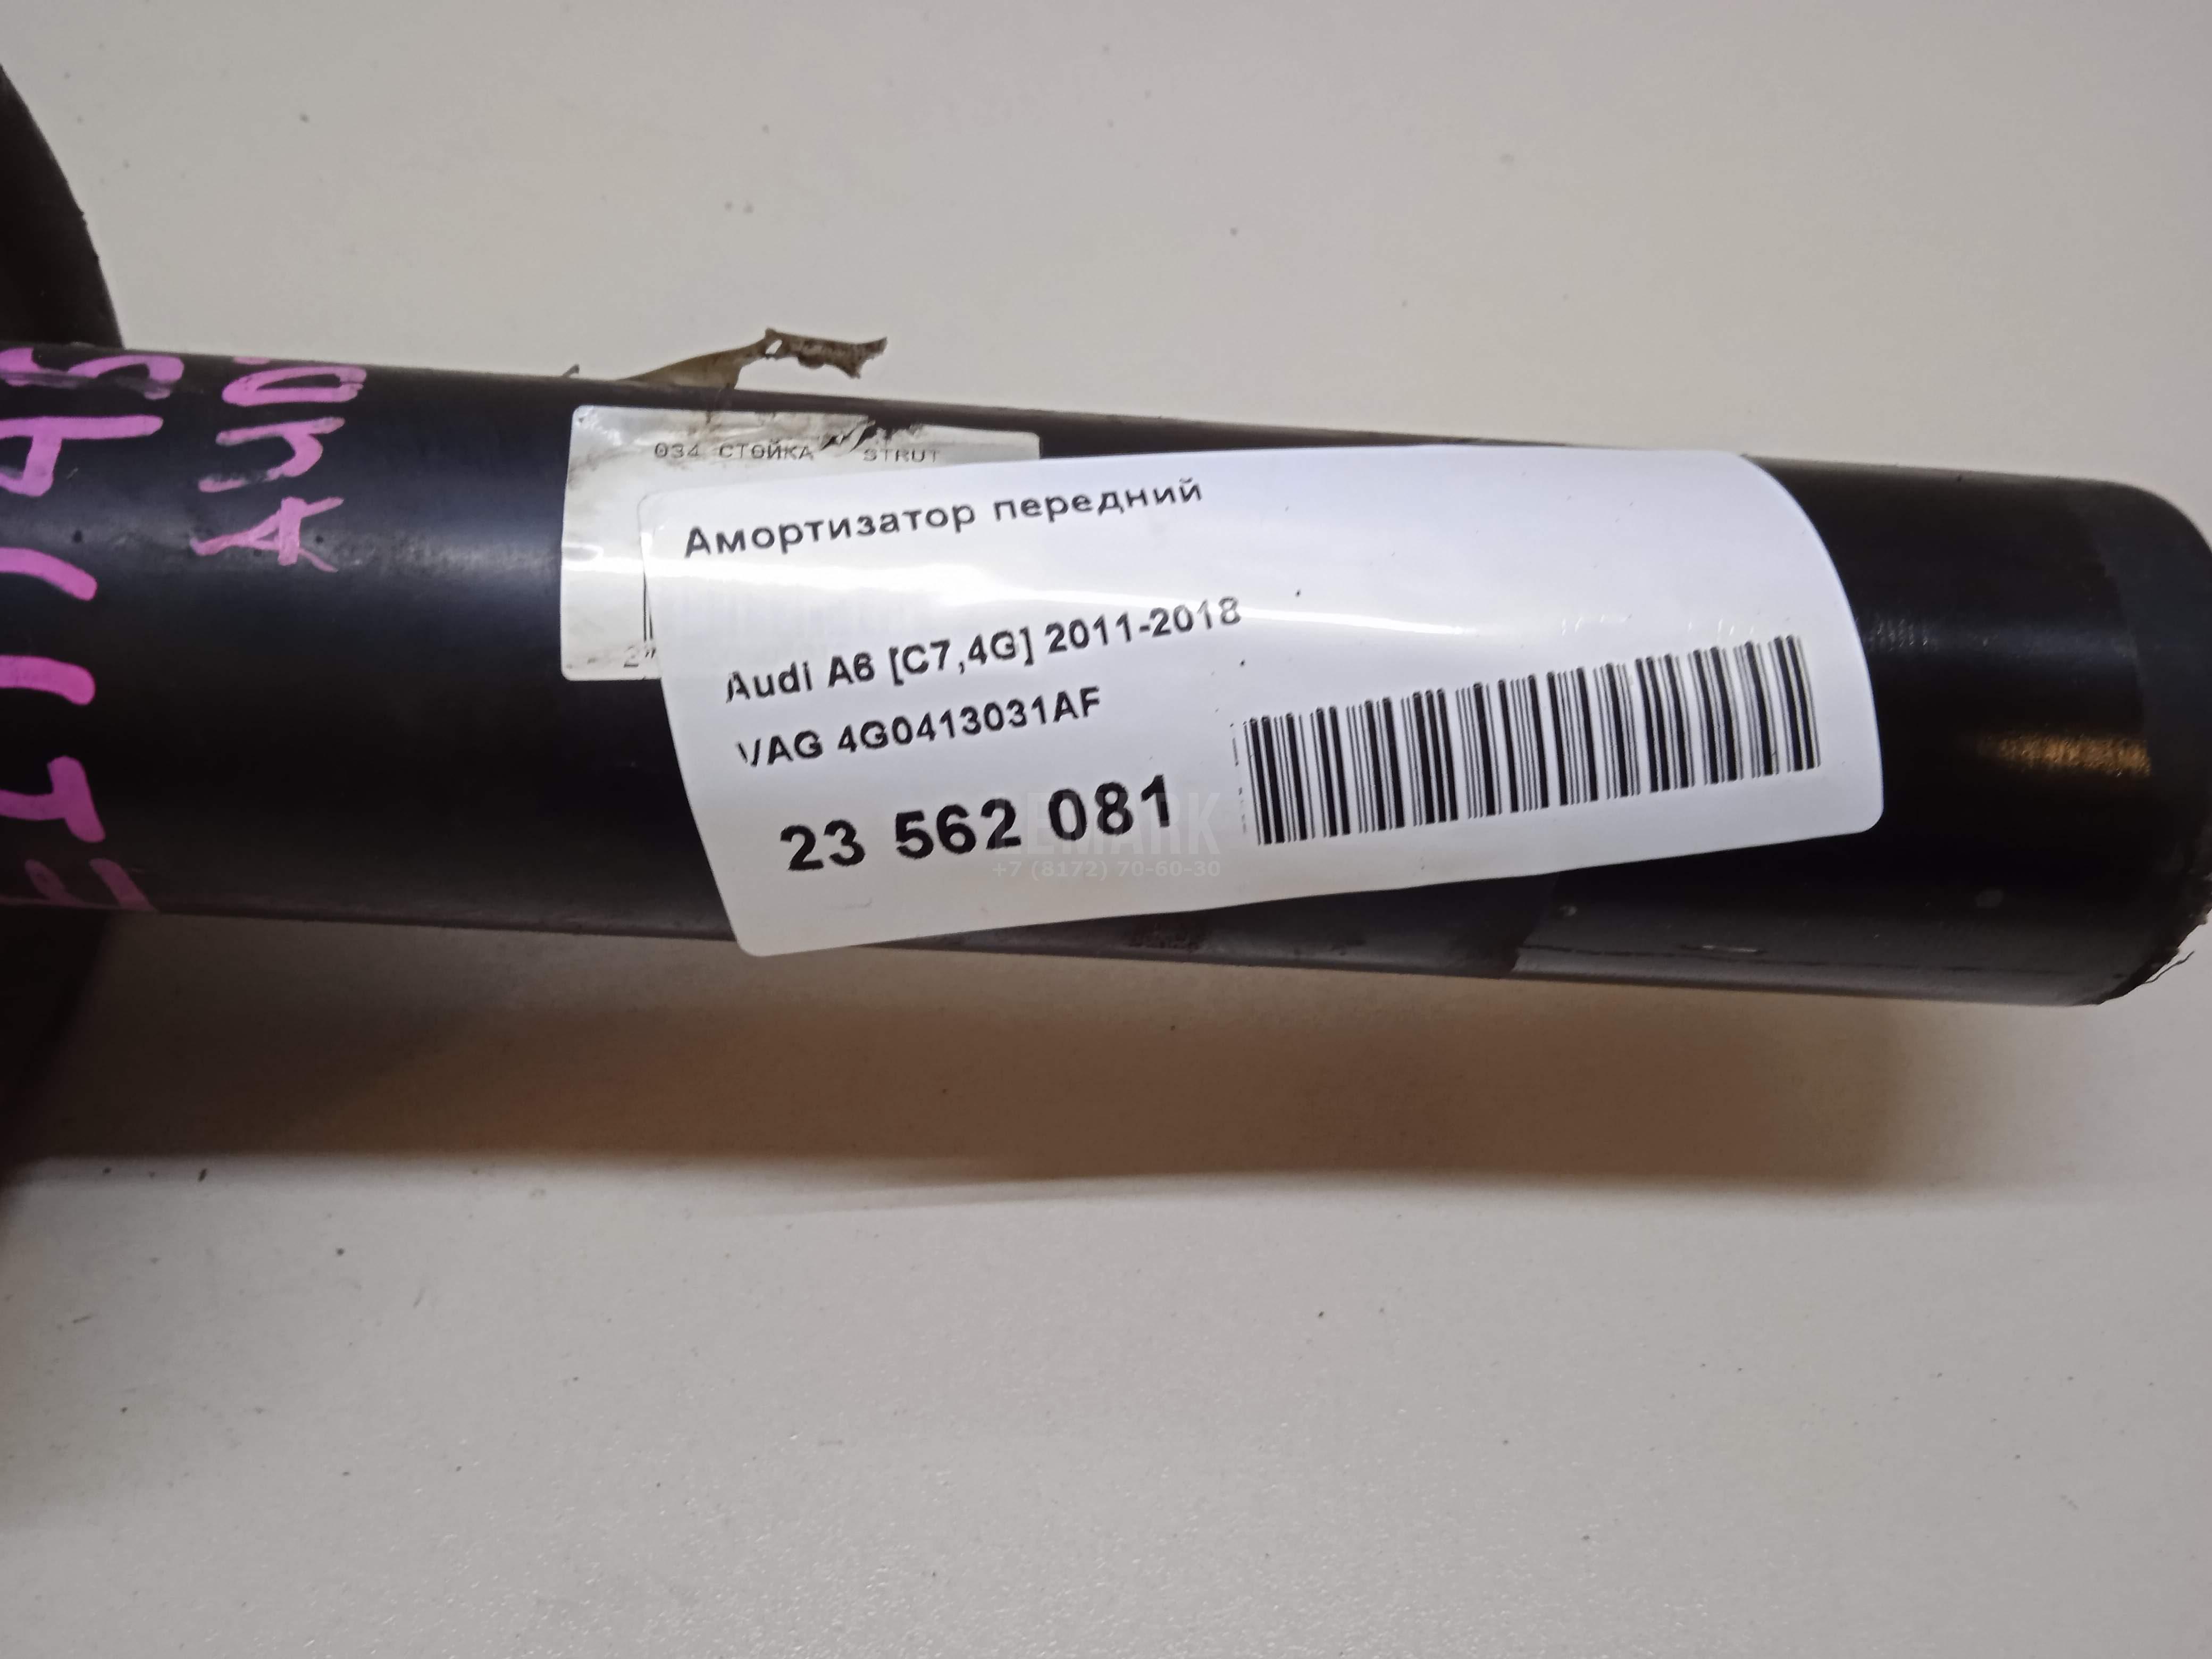 034 СТОЙКА STRUT
Амортизатор передний
Audi A6 [C7,4G] 2011-2018
VAG 4G0413031AF
23 562 081
+7 (8172) 70-60-30
AUDI